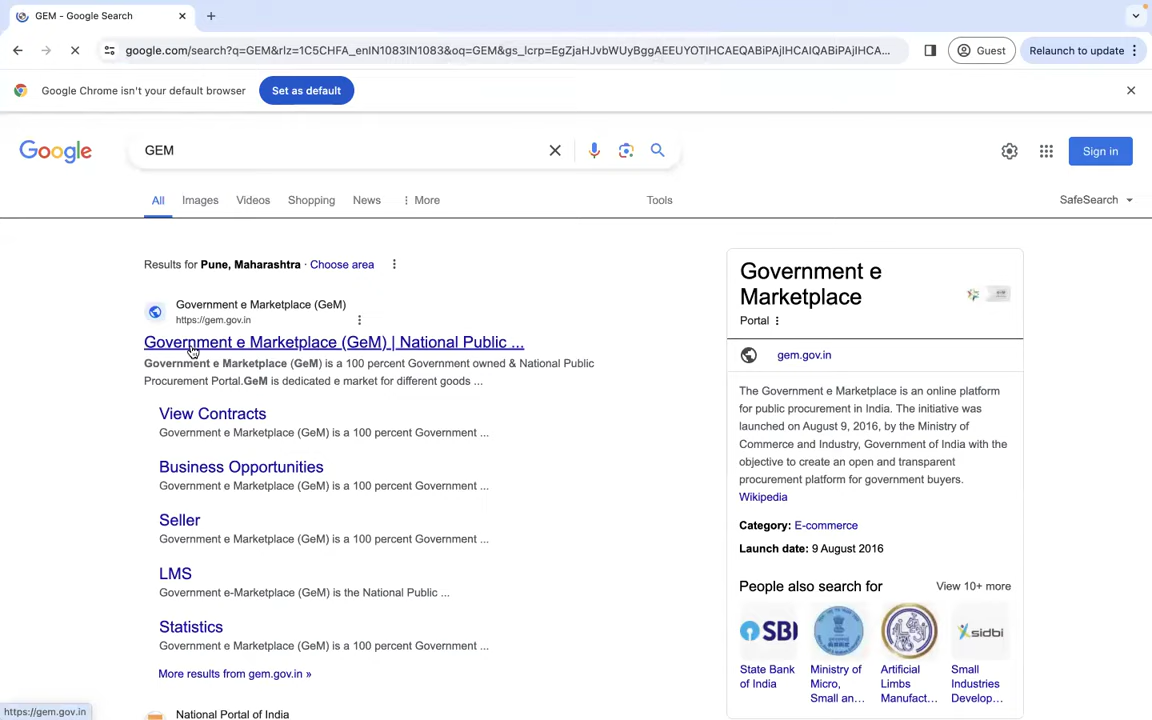 GEM - Google Search
google.com/search?q=GEM&rlz=1C5CHFA_enIN1083IN1083&oq=GEM&gs_lcrp=EgZjaHJvbWUyBggAEEUYOTIHCAEQABiPAjIHCAIQABiPAjIHCA...
Guest
Relaunch to update
Google Chrome isn't your default browser
Set as default
Google
GEM
Sign in
All
Images
Videos
Shopping
News
More
Tools
SafeSearch
Results for Pune, Maharashtra · Choose area
Government e Marketplace (GeM)
https://gem.gov.in
Government e Marketplace (GeM) | National Public ...
Government e Marketplace (GeM) is a 100 percent Government owned & National Public
Procurement Portal.GeM is dedicated e market for different goods ...
View Contracts
Government e Marketplace (GeM) is a 100 percent Government ...
Business Opportunities
Government e Marketplace (GeM) is a 100 percent Government ...
Seller
Government e Marketplace (GeM) is a 100 percent Government ...
LMS
Government e-Marketplace (GeM) is the National Public ...
Statistics
Government e Marketplace (GeM) is a 100 percent Government ...
More results from gem.gov.in »
National Portal of India
Government e
Marketplace
Portal
gem.gov.in
The Government e Marketplace is an online platform
for public procurement in India. The initiative was
launched on August 9, 2016, by the Ministry of
Commerce and Industry, Government of India with the
objective to create an open and transparent
procurement platform for government buyers.
Wikipedia
Category: E-commerce
Launch date: 9 August 2016
People also search for
View 10+ more
SBI
sidbi
State Bank
of India
Ministry of
Micro,
Small an...
Artificial
Limbs
Manufact...
Small
Industries
Develop...
https://gem.gov.in